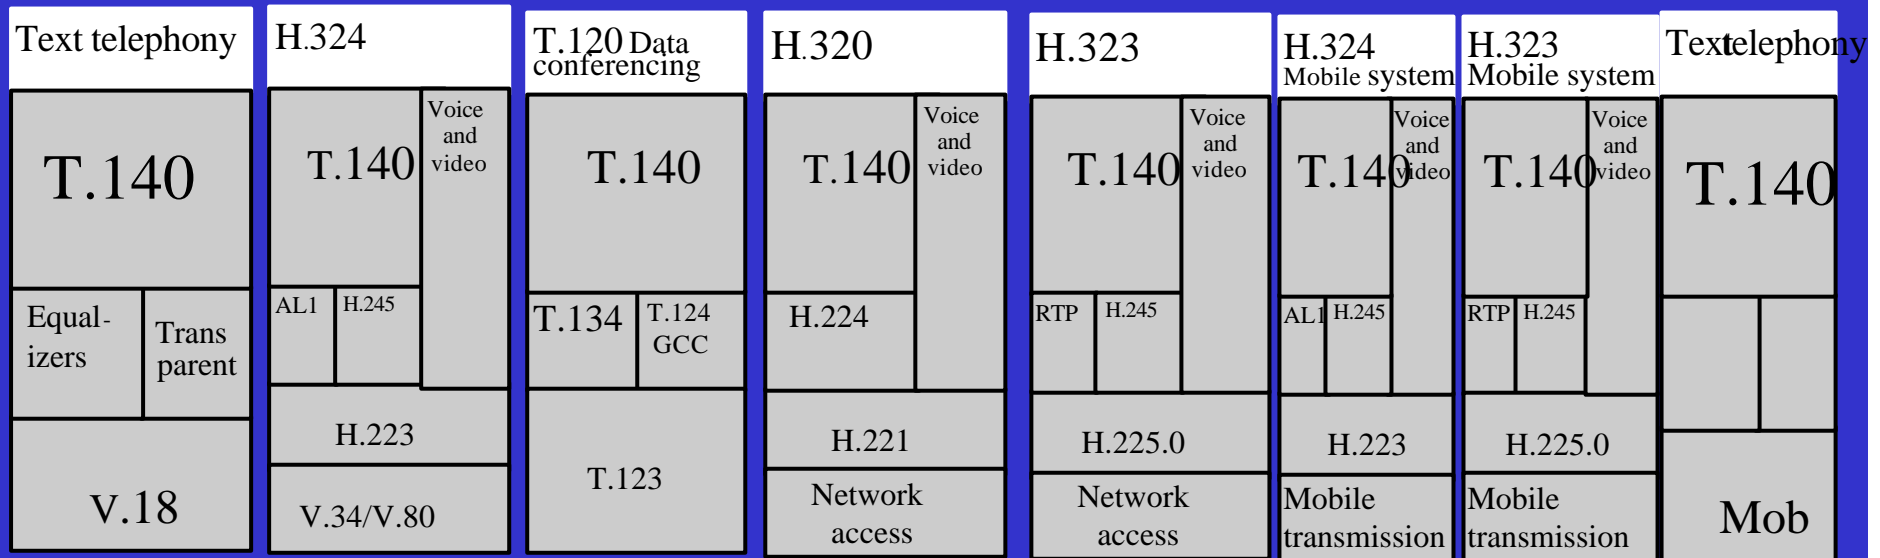 Text telephony
T.140
Equal-
izers
Trans
parent
V.18
H.324
T.140
Voice
and
video
AL1
H.245
H.223
V.34/V.80
T.120 Data
conferencing
T.140
T.134
T.124
GCC
T.123
H.320
T.140
Voice
and
video
H.224
H.221
Network
access
H.323
T.140
Voice
and
video
RTP
H.245
H.225.0
Network
access
H.324
Mobile system
T.140
Voice
and
video
AL1
H.245
H.223
Mobile
transmission
H.323
Mobile system
T.140
Voice
and
video
RTP
H.245
H.225.0
Mobile
transmission
Text telephony
T.140
Mob